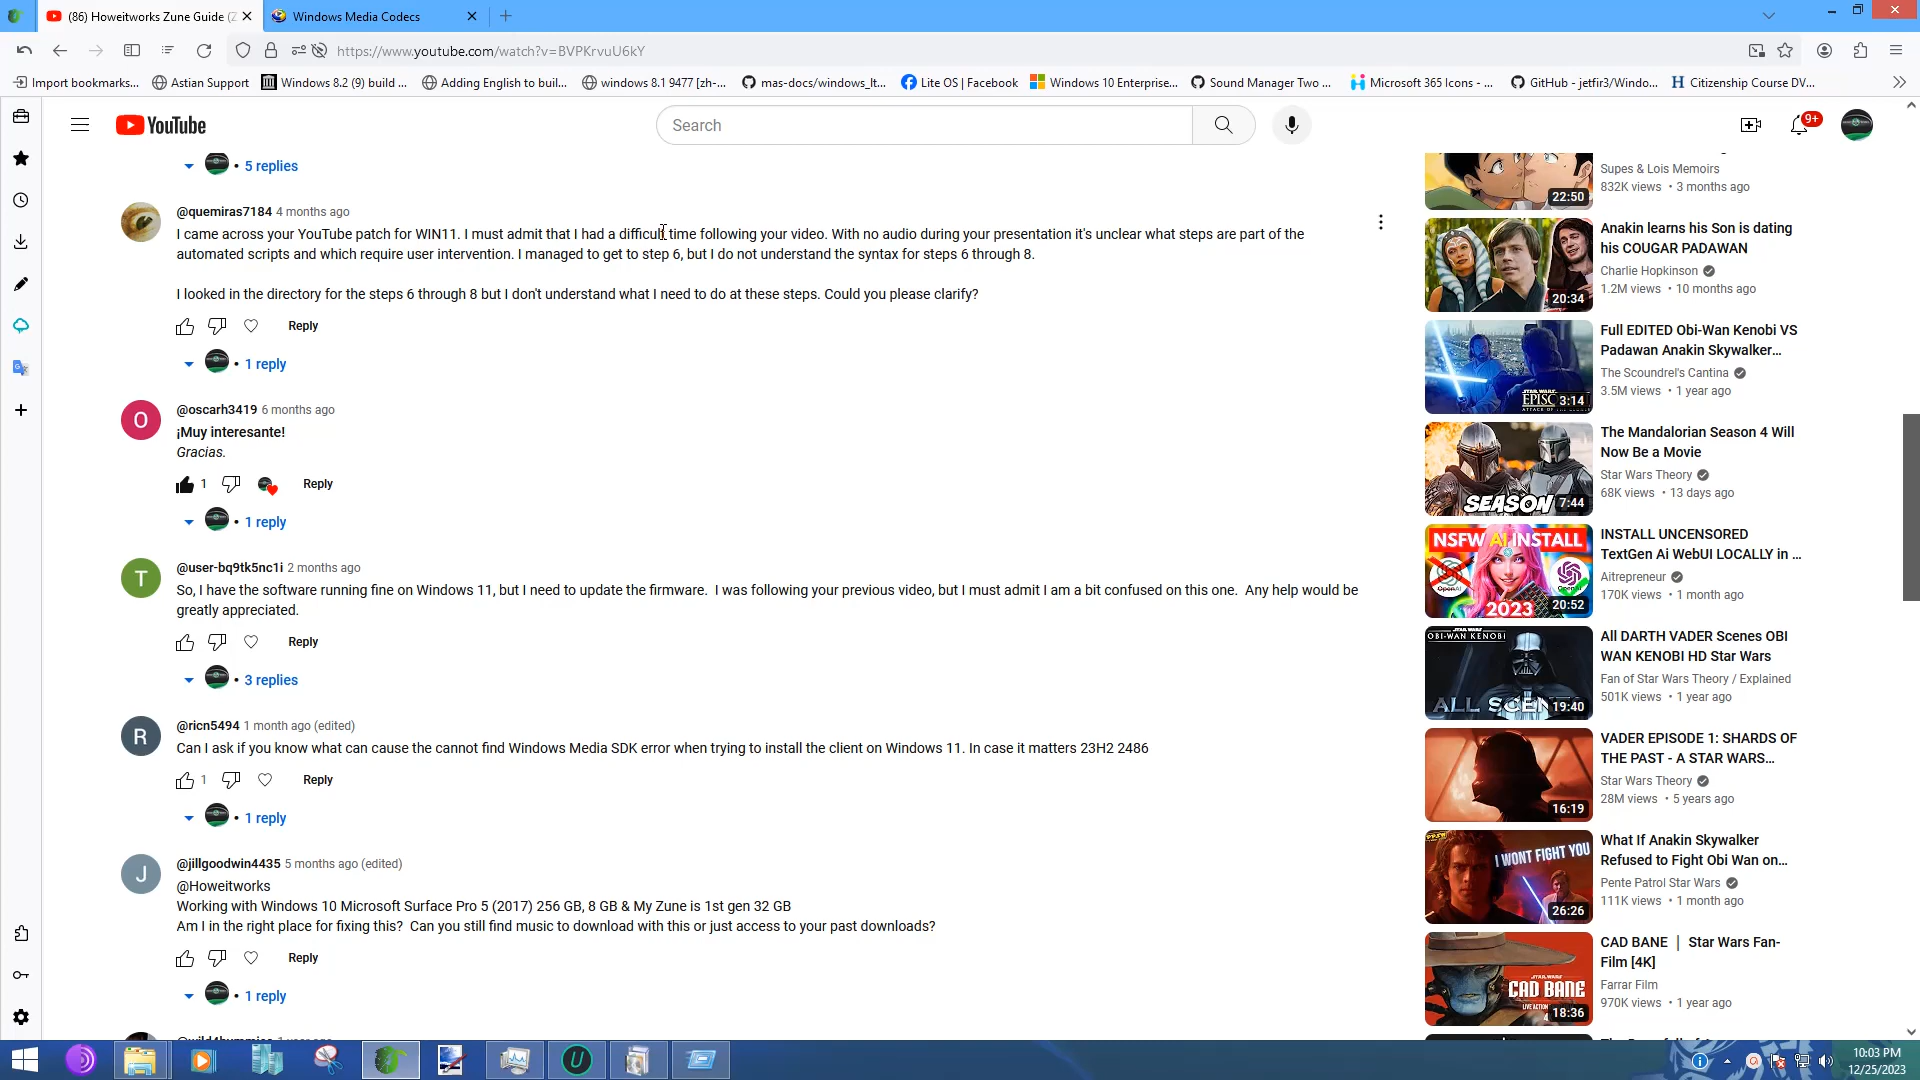 (86) Howeitworks Zune Guide (Z
Windows Media Codecs
https://www.youtube.com/watch?v=BVPKrvuU6kY
Import bookmarks...
Astian Support
Windows 8.2 (9) build ...
Adding English to buil...
windows 8.1 9477 [zh-...
mas-docs/windows_lt...
Lite OS | Facebook
Windows 10 Enterprise...
Sound Manager Two ...
Microsoft 365 Icons - ...
GitHub - jetfir3/Windo...
Citizenship Course DV...
YouTube
Search
9+
• 5 replies
@quemiras7184 4 months ago
I came across your YouTube patch for WIN11. I must admit that I had a difficult time following your video. With no audio during your presentation it's unclear what steps are part of the
automated scripts and which require user intervention. I managed to get to step 6, but I do not understand the syntax for steps 6 through 8.
I looked in the directory for the steps 6 through 8 but I don't understand what I need to do at these steps. Could you please clarify?
Reply
• 1 reply
O
@oscarh3419 6 months ago
¡Muy interesante!
Gracias.
1
Reply
• 1 reply
T
@user-bq9tk5nc1i 2 months ago
So, I have the software running fine on Windows 11, but I need to update the firmware. I was following your previous video, but I must admit I am a bit confused on this one. Any help would be
greatly appreciated.
Reply
• 3 replies
R
@ricn5494 1 month ago (edited)
Can I ask if you know what can cause the cannot find Windows Media SDK error when trying to install the client on Windows 11. In case it matters 23H2 2486
1
Reply
• 1 reply
J
@jillgoodwin4435 5 months ago (edited)
@Howeitworks
Working with Windows 10 Microsoft Surface Pro 5 (2017) 256 GB, 8 GB & My Zune is 1st gen 32 GB
Am I in the right place for fixing this? Can you still find music to download with this or just access to your past downloads?
Reply
• 1 reply
22:50
Supes & Lois Memoirs
832K views • 3 months ago
20:34
Anakin learns his Son is dating
his COUGAR PADAWAN
Charlie Hopkinson
1.2M views • 10 months ago
3:14
Full EDITED Obi-Wan Kenobi VS
Padawan Anakin Skywalker...
The Scoundrel's Cantina
3.5M views • 1 year ago
SEASON
7:44
The Mandalorian Season 4 Will
Now Be a Movie
Star Wars Theory
68K views • 13 days ago
NSFW AI INSTALL
OpenAI
2023
20:52
INSTALL UNCENSORED
TextGen Ai WebUI LOCALLY in ...
Aitrepreneur
170K views • 1 month ago
OBI-WAN KENOBI
19:40
All DARTH VADER Scenes OBI
WAN KENOBI HD Star Wars
Fan of Star Wars Theory / Explained
501K views • 1 year ago
16:19
VADER EPISODE 1: SHARDS OF
THE PAST - A STAR WARS...
Star Wars Theory
28M views • 5 years ago
I WONT FIGHT YOU
26:26
What If Anakin Skywalker
Refused to Fight Obi Wan on...
Pente Patrol Star Wars
111K views • 1 month ago
STAR WARS
CAD BANE
18:36
CAD BANE │ Star Wars Fan-
Film [4K]
Farrar Film
970K views • 1 year ago
10:03 PM
12/25/2023